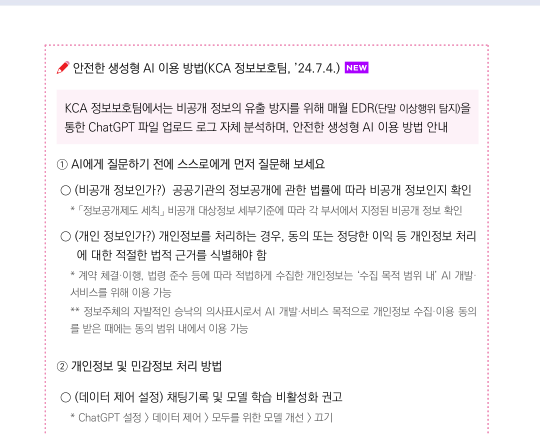 안전한 생성형 AI 이용 방법(KCA 정보보호팀, ’24.7.4.) NEW
KCA 정보보호팀에서는 비공개 정보의 유출 방지를 위해 매월 EDR(단말 이상행위 탐지)을
통한 ChatGPT 파일 업로드 로그 자체 분석하며, 안전한 생성형 AI 이용 방법 안내
① AI에게 질문하기 전에 스스로에게 먼저 질문해 보세요
○ (비공개 정보인가?) 공공기관의 정보공개에 관한 법률에 따라 비공개 정보인지 확인
* 「정보공개제도 세칙」 비공개 대상정보 세부기준에 따라 각 부서에서 지정된 비공개 정보 확인
○ (개인 정보인가?) 개인정보를 처리하는 경우, 동의 또는 정당한 이익 등 개인정보 처리
에 대한 적절한 법적 근거를 식별해야 함
* 계약 체결·이행, 법령 준수 등에 따라 적법하게 수집한 개인정보는 ‘수집 목적 범위 내’ AI 개발·
서비스를 위해 이용 가능
** 정보주체의 자발적인 승낙의 의사표시로서 AI 개발·서비스 목적으로 개인정보 수집·이용 동의
를 받은 때에는 동의 범위 내에서 이용 가능
② 개인정보 및 민감정보 처리 방법
○ (데이터 제어 설정) 채팅기록 및 모델 학습 비활성화 권고
* ChatGPT 설정 > 데이터 제어 > 모두를 위한 모델 개선 > 끄기